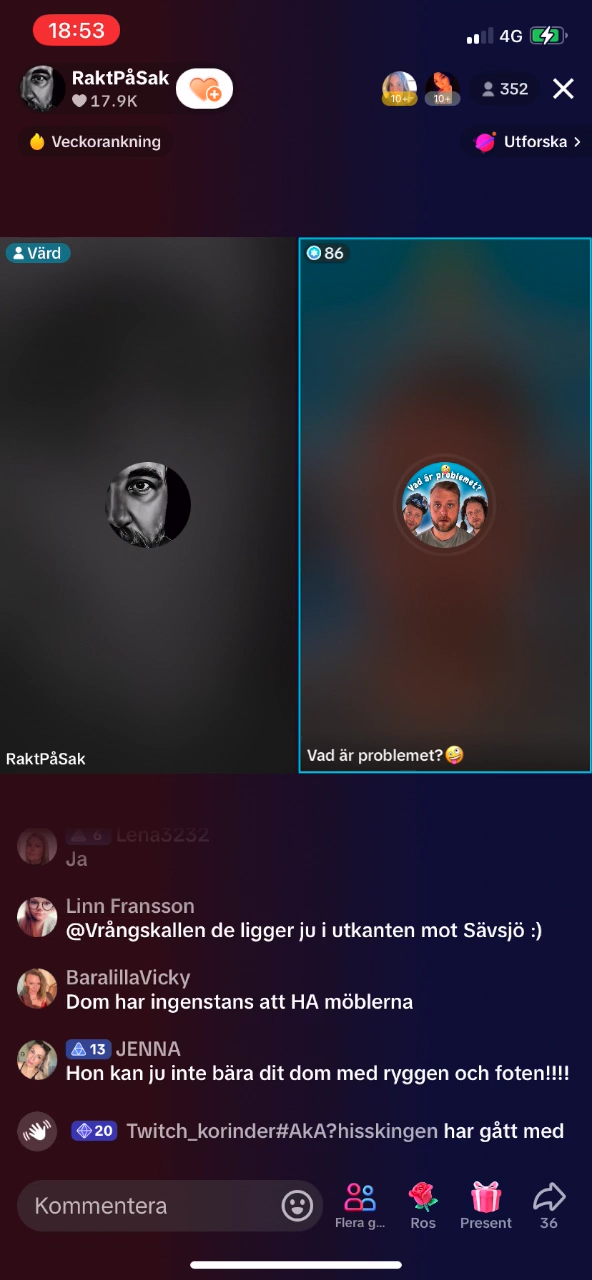 18:53
4G
RaktPåSak
17.9K
10+
10+
352
Veckorankning
Utforska >
Värd
86
Vad är problemet?
RaktPåSak
Vad är problemet?🤪
6 Lena3232
Ja
Linn Fransson
@Vrångskallen de ligger ju i utkanten mot Sävsjö :)
BaralillaVicky
Dom har ingenstans att HA möblerna
13 JENNA
Hon kan ju inte bära dit dom med ryggen och foten!!!!
20 Twitch_korinder#AkA?hisskingen har gått med
Kommentera
Flera g...
Ros
Present
36